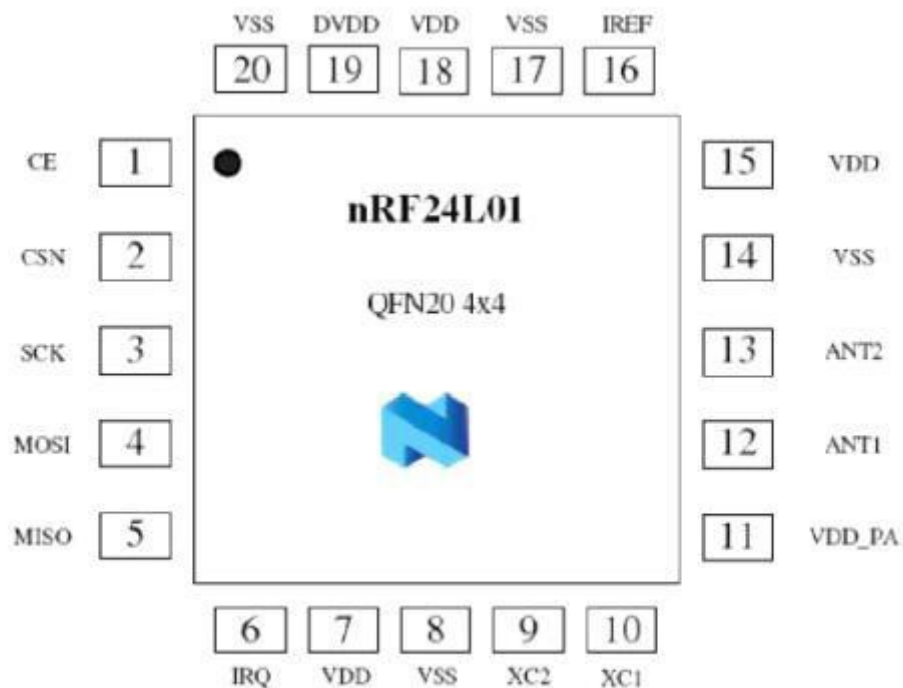 VSS DVDD VDD VSS IREF
20 19 18 17 16
CE 1 15 VDD
nRF24L01
CSN 2 14 VSS
QFN20 4x4
SCK 3 13 ANT2
MOSI 4 12 ANT1
MISO 5 11 VDD_PA
6 7 8 9 10
IRQ VDD VSS XC2 XC1